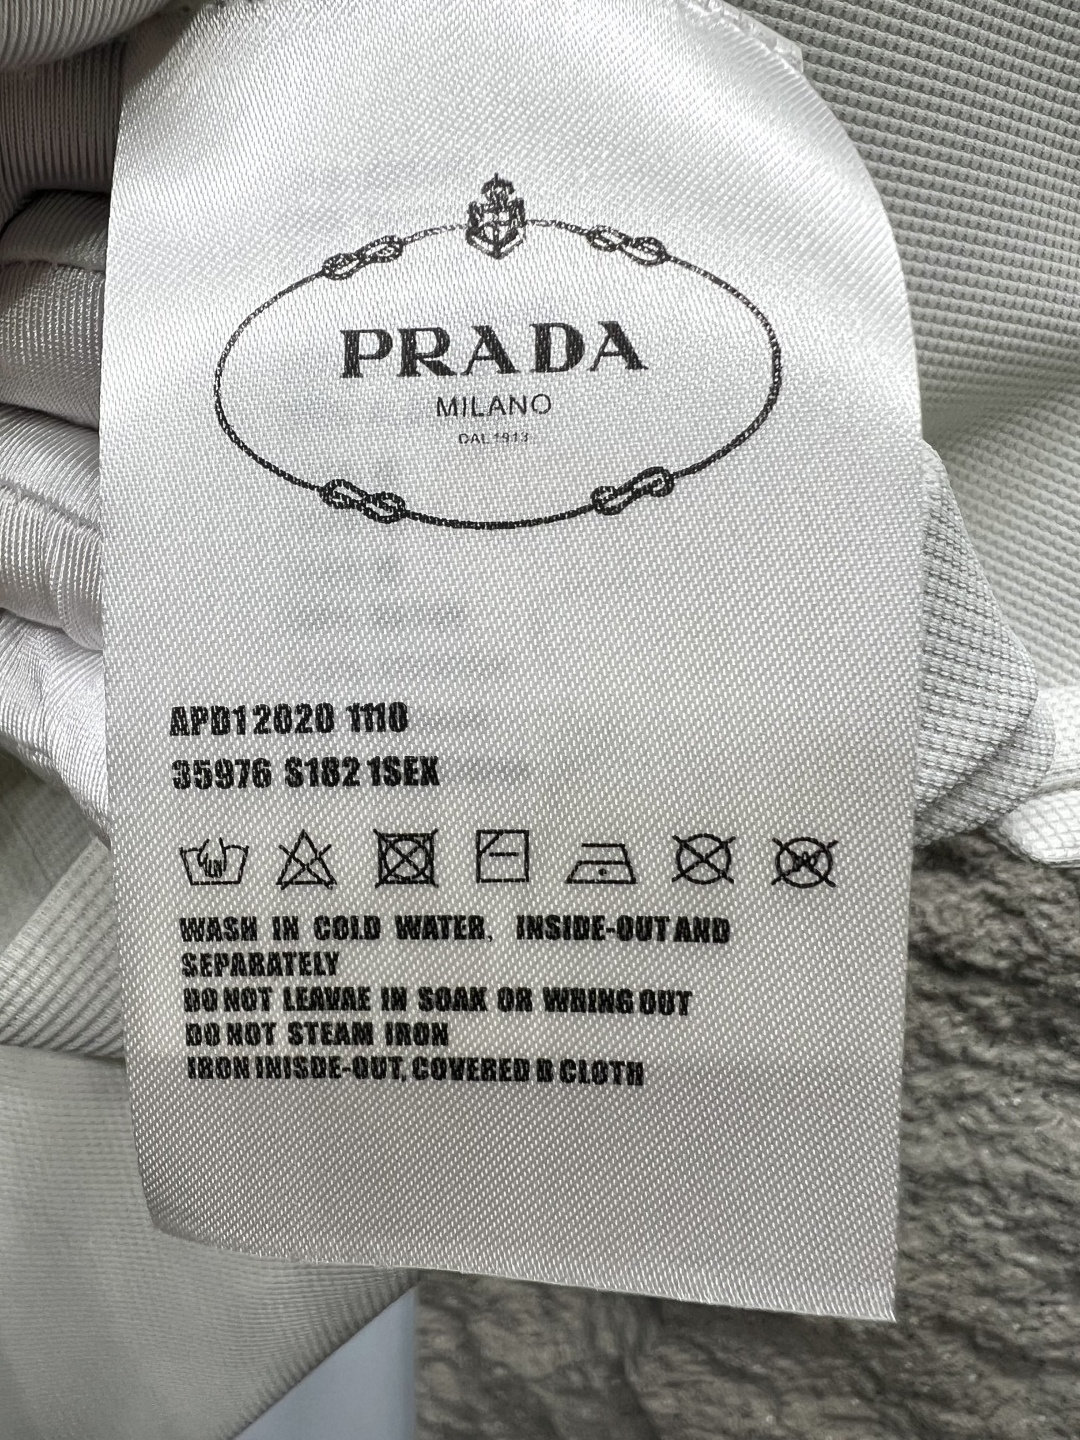 PRADA
MILANO
DAL 1913
APD12020 1110
35976 S182 1SEX
WASH IN COLD WATER, INSIDE-OUT AND
SEPARATELY
DO NOT LEAVAE IN SOAK OR WRING OUT
DO NOT STEAM IRON
IRON INISDE-OUT, COVERED B CLOTH